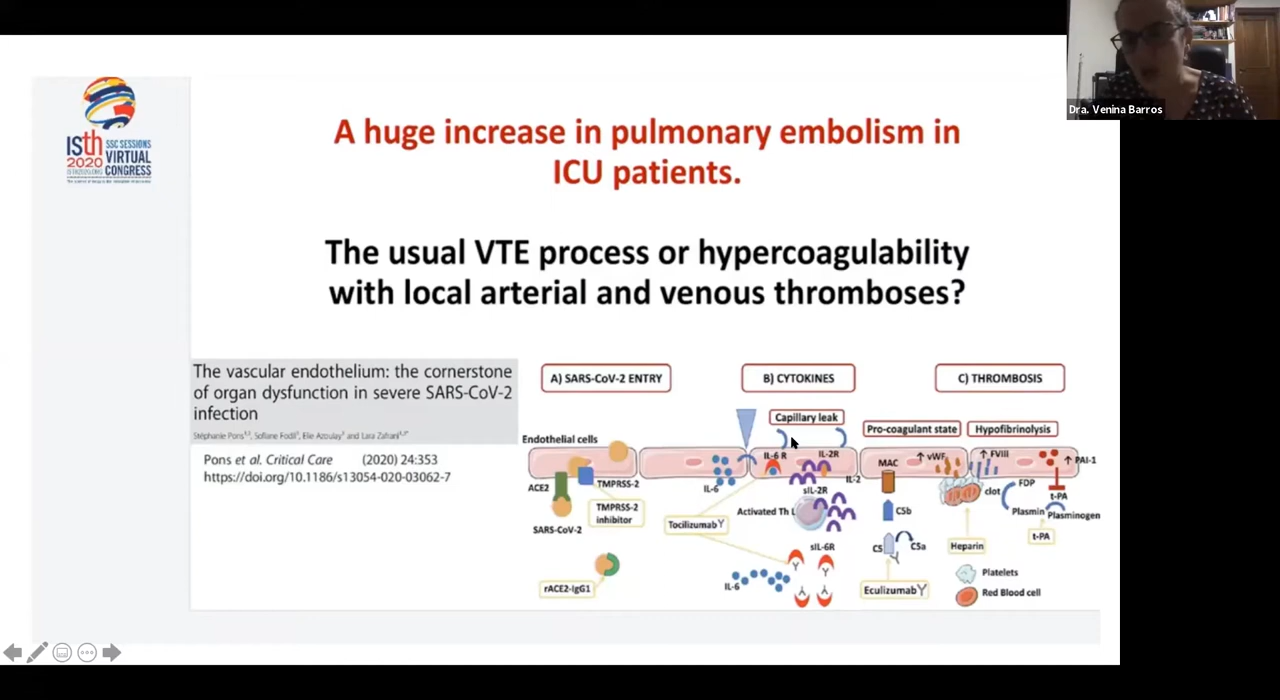 Dra. Venina Barros
ISth
2020
SSC SESSIONS
VIRTUAL
CONGRESS
A huge increase in pulmonary embolism in
ICU patients.
The usual VTE process or hypercoagulability
with local arterial and venous thromboses?
The vascular endothelium: the cornerstone
of organ dysfunction in severe SARS-CoV-2
infection
Stéphanie Pons, Sofiane Fodil, Elie Azoulay and Lara Zafrani
Pons et al. Critical Care (2020) 24:353
https://doi.org/10.1186/s13054-020-03062-7
A) SARS-CoV-2 ENTRY
Endothelial cells
ACE2
TMPRSS-2
TMPRSS-2
inhibitor
SARS-CoV-2
rACE2-IgG1
B) CYTOKINES
Capillary leak
IL-6 R
IL-2R
IL-6
IL-2
sIL-2R
Activated Th L
Tocilizumab
sIL-6R
IL-6
C) THROMBOSIS
Pro-coagulant state
Hypofibrinolysis
MAC
↑ vWF
↑ FVIII
↑ PAI-1
clot
FDP
t-PA
C5b
Plasmin
Plasminogen
C5
C5a
Heparin
t-PA
Eculizumab
Platelets
Red Blood cell